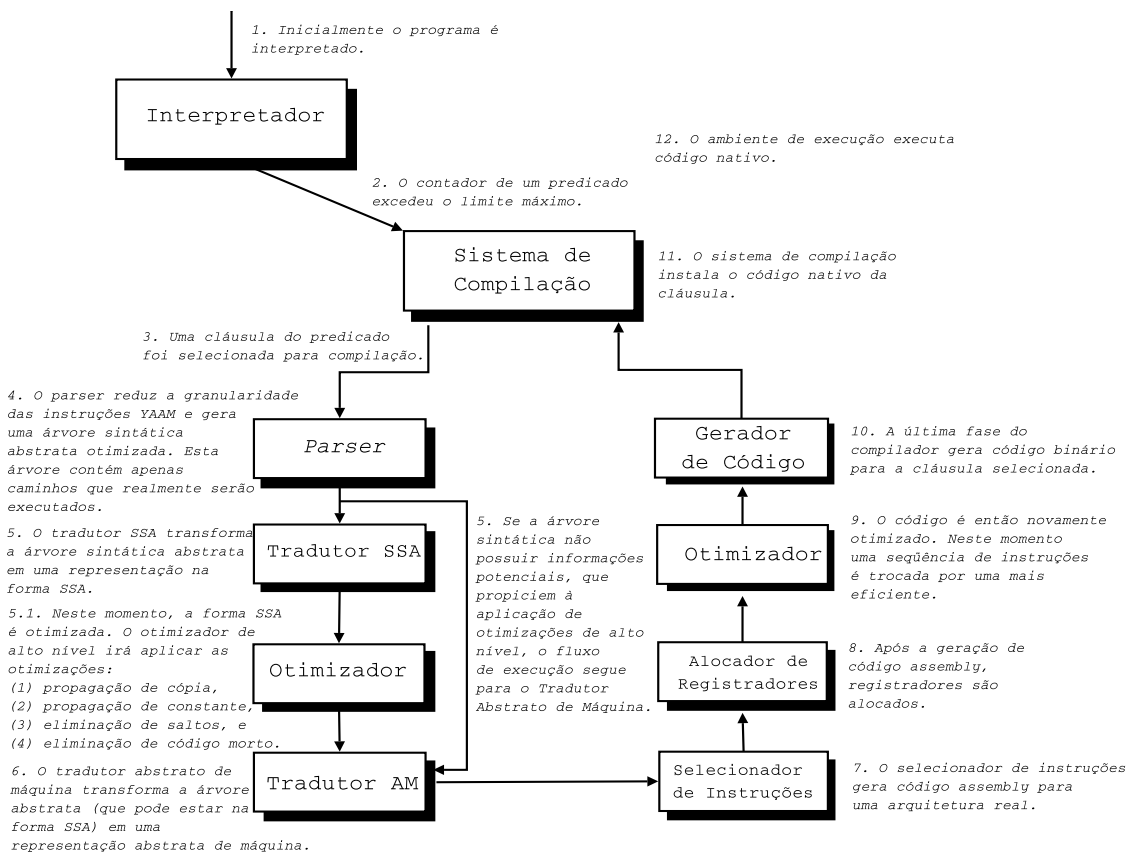 1. Inicialmente o programa é
interpretado.
Interpretador
12. O ambiente de execução executa
código nativo.
2. O contador de um predicado
excedeu o limite máximo.
Sistema de
Compilação
11. O sistema de compilação
instala o código nativo da
cláusula.
3. Uma cláusula do predicado
foi selecionada para compilação.
4. O parser reduz a granularidade
das instruções YAAM e gera
uma árvore sintática
abstrata otimizada. Esta
árvore contém apenas
caminhos que realmente serão
executados.
Parser
5. O tradutor SSA transforma
a árvore sintática abstrata
em uma representação na
forma SSA.
Tradutor SSA
5.1. Neste momento, a forma SSA
é otimizada. O otimizador de
alto nível irá aplicar as
otimizações:
(1) propagação de cópia,
(2) propagação de constante,
(3) eliminação de saltos, e
(4) eliminação de código morto.
Otimizador
5. Se a árvore
sintática não
possuir informações
potenciais, que
propiciem à
aplicação de
otimizações de alto
nível, o fluxo
de execução segue
para o Tradutor
Abstrato de Máquina.
6. O tradutor abstrato de
máquina transforma a árvore
abstrata (que pode estar na
forma SSA) em uma
representação abstrata de máquina.
Tradutor AM
Selecionador
de Instruções
7. O selecionador de instruções
gera código assembly para
uma arquitetura real.
Alocador de
Registradores
8. Após a geração de
código assembly,
registradores são
alocados.
Otimizador
9. O código é então novamente
otimizado. Neste momento
uma seqüência de instruções
é trocada por uma mais
eficiente.
Gerador
de Código
10. A última fase do
compilador gera código binário
para a cláusula selecionada.